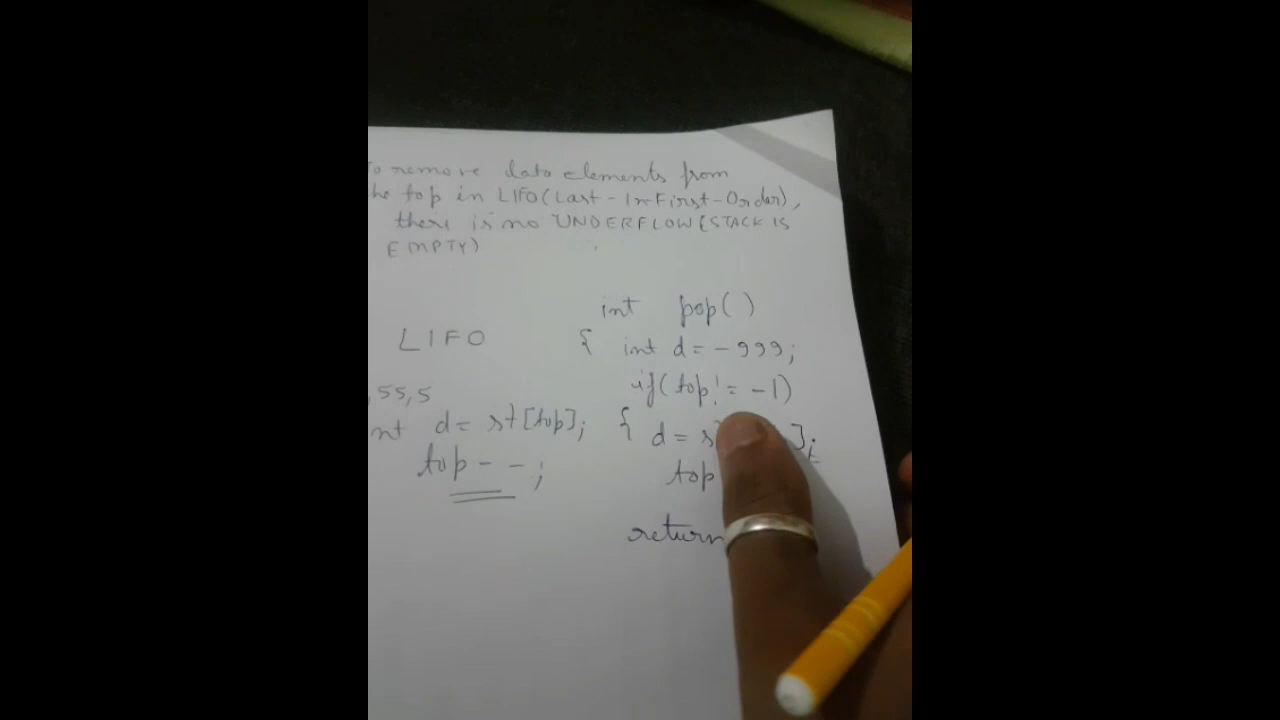 to remove data elements from
he top in LIFO(Last-In-First-Order),
there is no UNDERFLOW(STACK IS
EMPTY)
int pop()
LIFO
{ int d= -999;
if(top!= -1)
,55,5
nt d= st[top];
{ d= s ];
top--;
top
return